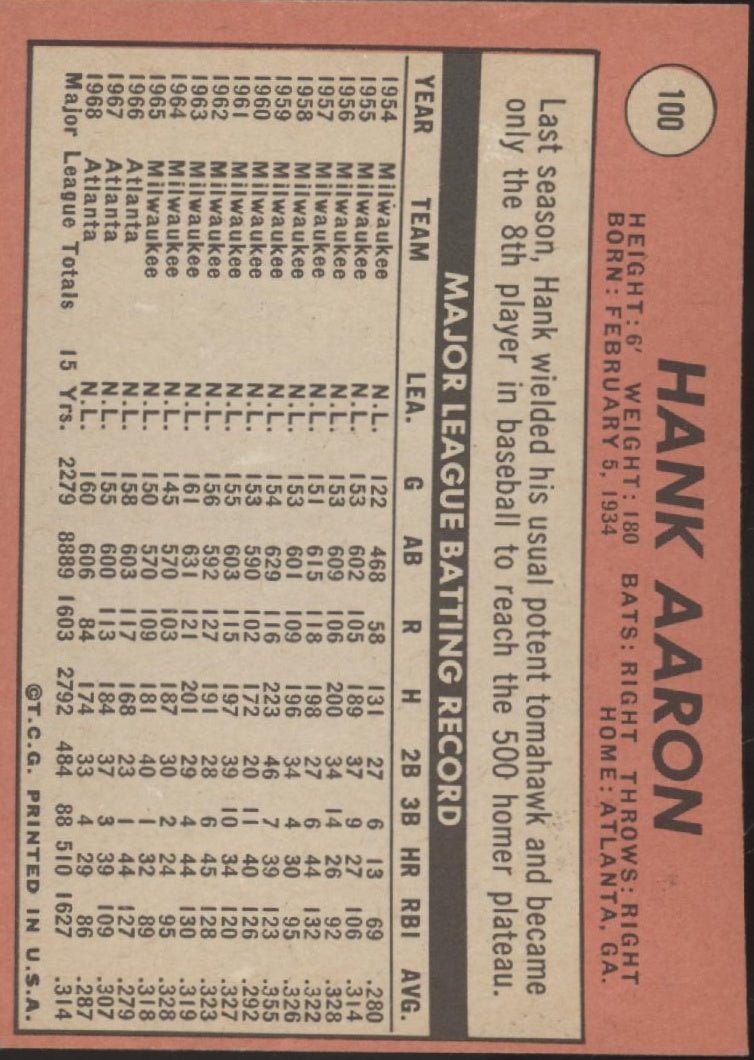 100
HANK AARON
HEIGHT: 6' WEIGHT: 180 BATS: RIGHT THROWS: RIGHT
BORN: FEBRUARY 5, 1934 HOME: ATLANTA, GA.
Last season, Hank wielded his usual potent tomahawk and became
only the 8th player in baseball to reach the 500 homer plateau.
MAJOR LEAGUE BATTING RECORD
YEAR TEAM LEA. G AB R H 2B 3B HR RBI AVG.
1954 Milwaukee N.L. 122 468 58 131 27 6 13 69 .280
1955 Milwaukee N.L. 153 602 105 189 37 9 27 106 .314
1956 Milwaukee N.L. 153 609 106 200 34 14 26 92 .328
1957 Milwaukee N.L. 151 615 118 198 27 6 44 132 .322
1958 Milwaukee N.L. 153 601 109 196 34 4 30 95 .326
1959 Milwaukee N.L. 154 629 116 223 46 7 39 123 .355
1960 Milwaukee N.L. 153 590 102 172 20 11 40 126 .292
1961 Milwaukee N.L. 155 603 115 197 39 10 34 120 .327
1962 Milwaukee N.L. 156 592 127 191 28 6 45 128 .323
1963 Milwaukee N.L. 161 631 121 201 29 4 44 130 .319
1964 Milwaukee N.L. 145 570 103 187 30 2 24 95 .328
1965 Milwaukee N.L. 150 570 109 181 40 1 32 89 .318
1966 Atlanta N.L. 158 603 117 168 23 1 44 127 .279
1967 Atlanta N.L. 155 600 113 184 37 3 39 109 .307
1968 Atlanta N.L. 160 606 84 174 33 4 29 86 .287
Major League Totals 15 Yrs. 2279 8889 1603 2792 484 88 510 1627 .314
©T.C.G. PRINTED IN U.S.A.